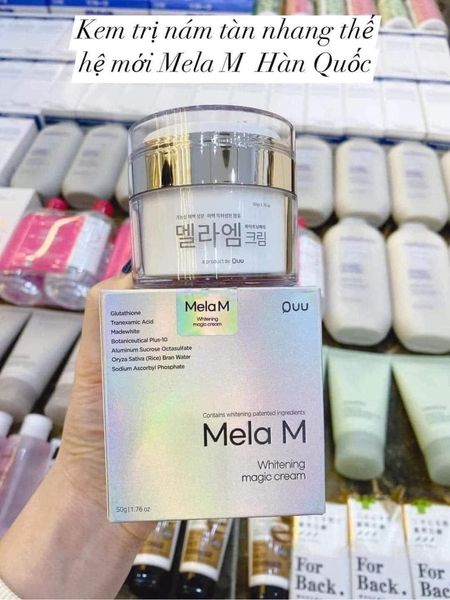 Kem trị nám tàn nhang thế
hệ mới Mela M Hàn Quốc
멜라엠
크림
A PRODUCT BY Quu
Mela M
Whitening
magic cream
Quu
Glutathione
Tranexamic Acid
Madewhite
Botaniceutical Plus-10
Aluminum Sucrose Octasulfate
Oryza Sativa (Rice) Bran Water
Sodium Ascorbyl Phosphate
Contains whitening patented ingredients
Mela M
Whitening
magic cream
50g|1.76 oz
For
Back.
For
Back.